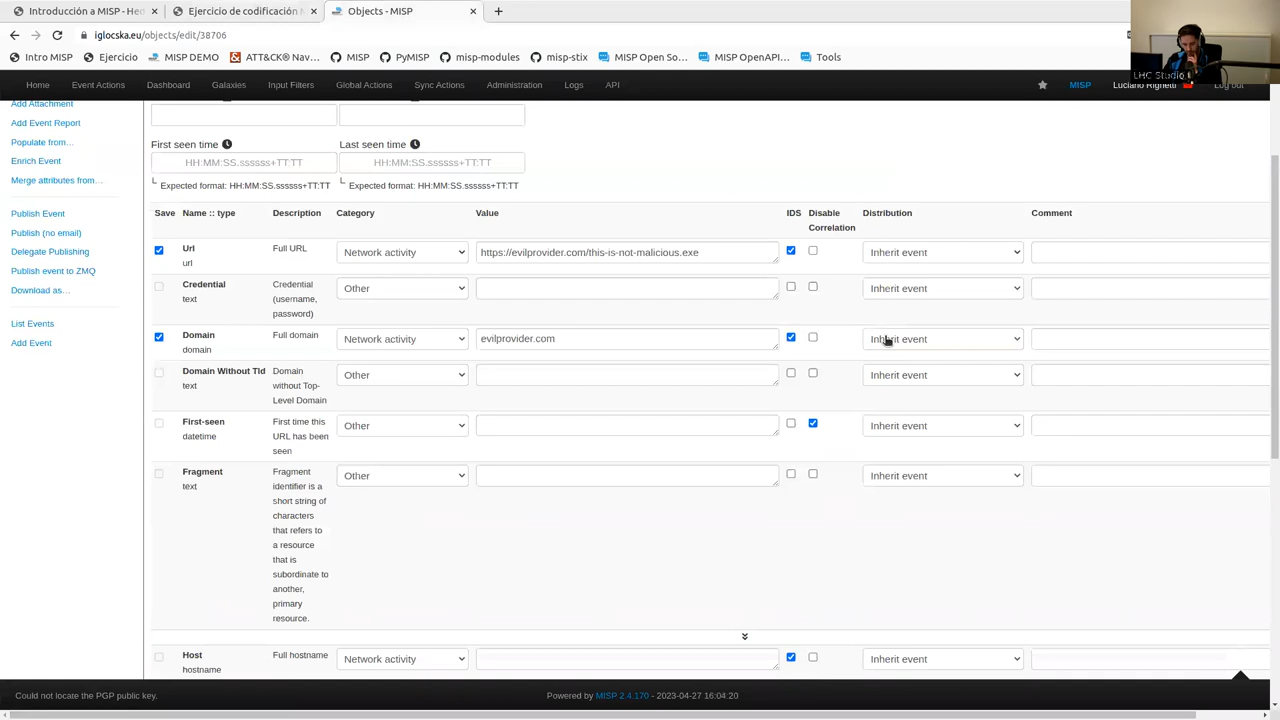 Introducción a MISP - Hed
Ejercicio de codificación M
Objects - MISP
iglocska.eu/objects/edit/38706
Intro MISP
Ejercicio
MISP DEMO
ATT&CK® Nav...
MISP
PyMISP
misp-modules
misp-stix
MISP Open So...
MISP OpenAPI...
Tools
LHC Studio
Home
Event Actions
Dashboard
Galaxies
Input Filters
Global Actions
Sync Actions
Administration
Logs
API
MISP
Luciano Righetti
Log out
Add Attachment
Add Event Report
Populate from...
Enrich Event
Merge attributes from...
Publish Event
Publish (no email)
Delegate Publishing
Publish event to ZMQ
Download as...
List Events
Add Event
First seen time
Last seen time
HH:MM:SS.ssssss+TT:TT
HH:MM:SS.ssssss+TT:TT
Expected format: HH:MM:SS.ssssss+TT:TT
Expected format: HH:MM:SS.ssssss+TT:TT
Save Name :: type Description Category Value IDS Disable Correlation Distribution Comment
Url
url
Full URL
Network activity
https://evilprovider.com/this-is-not-malicious.exe
Inherit event
Credential
text
Credential
(username,
password)
Other
Inherit event
Domain
domain
Full domain
Network activity
evilprovider.com
Inherit event
Domain Without Tld
text
Domain
without Top-
Level Domain
Other
Inherit event
First-seen
datetime
First time this
URL has been
seen
Other
Inherit event
Fragment
text
Fragment
identifier is a
short string of
characters
that refers to
a resource
that is
subordinate to
another,
primary
resource.
Other
Inherit event
Host
hostname
Full hostname
Network activity
Inherit event
Could not locate the PGP public key.
Powered by MISP 2.4.170 - 2023-04-27 16:04:20